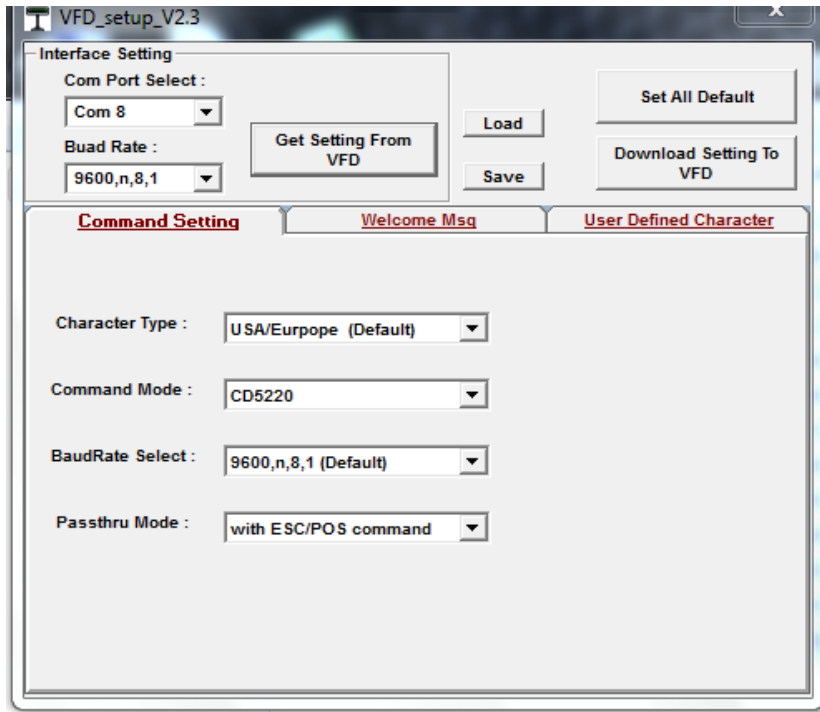 VFD_setup_V2.3
Interface Setting
Com Port Select :
Com 8
Buad Rate :
9600,n,8,1
Get Setting From
VFD
Load
Save
Set All Default
Download Setting To
VFD
Command Setting
Welcome Msg
User Defined Character
Character Type :
USA/Eurpope (Default)
Command Mode :
CD5220
BaudRate Select :
9600,n,8,1 (Default)
Passthru Mode :
with ESC/POS command